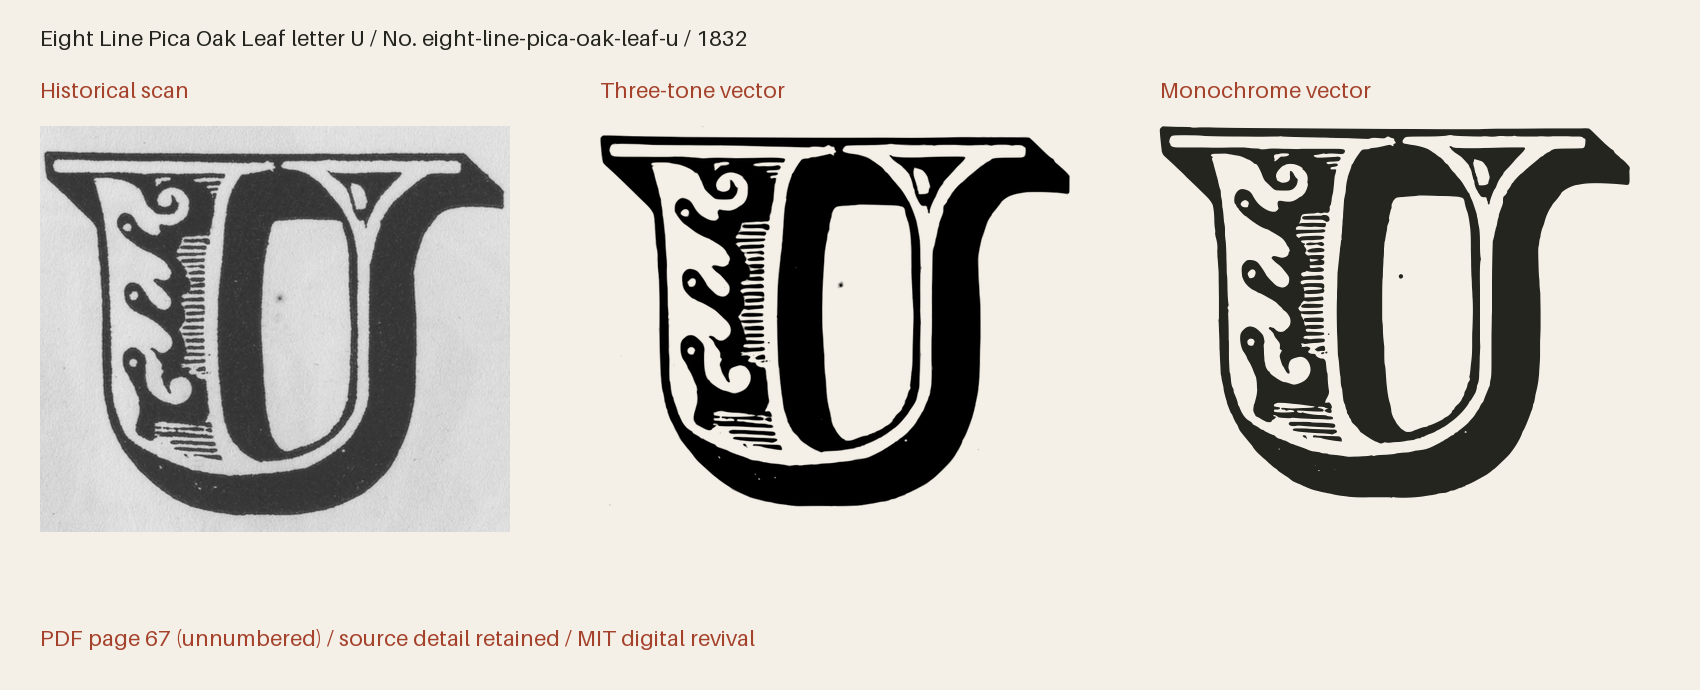 Eight Line Pica Oak Leaf letter U / No. eight-line-pica-oak-leaf-u / 1832
Historical scan
Three-tone vector
Monochrome vector
U
U
U
PDF page 67 (unnumbered) / source detail retained / MIT digital revival